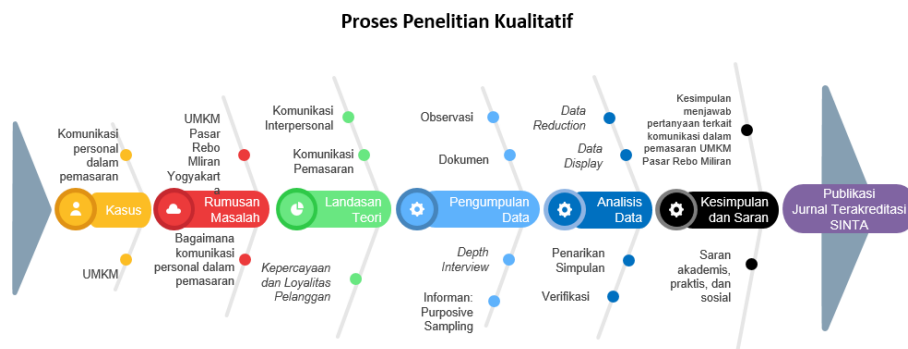 Proses Penelitian Kualitatif
Komunikasi
personal
dalam
pemasaran
Kasus
UMKM
UMKM
Pasar
Rebo
MIiran
Yogyakart
a
Rumusan
Masalah
Bagaimana
komunikasi
personal dalam
pemasaran
Komunikasi
Interpersonal
Komunikasi
Pemasaran
Landasan
Teori
Kepercayaan
dan Loyalitas
Pelanggan
Observasi
Dokumen
Pengumpulan
Data
Depth
Interview
Informan:
Purposive
Sampling
Data
Reduction
Data
Display
Analisis
Data
Penarikan
Simpulan
Verifikasi
Kesimpulan
menjawab
pertanyaan terkait
komunikasi dalam
pemasaran UMKM
Pasar Rebo Miliran
Kesimpulan
dan Saran
Saran
akademis,
praktis, dan
sosial
Publikasi
Jurnal Terakreditasi
SINTA